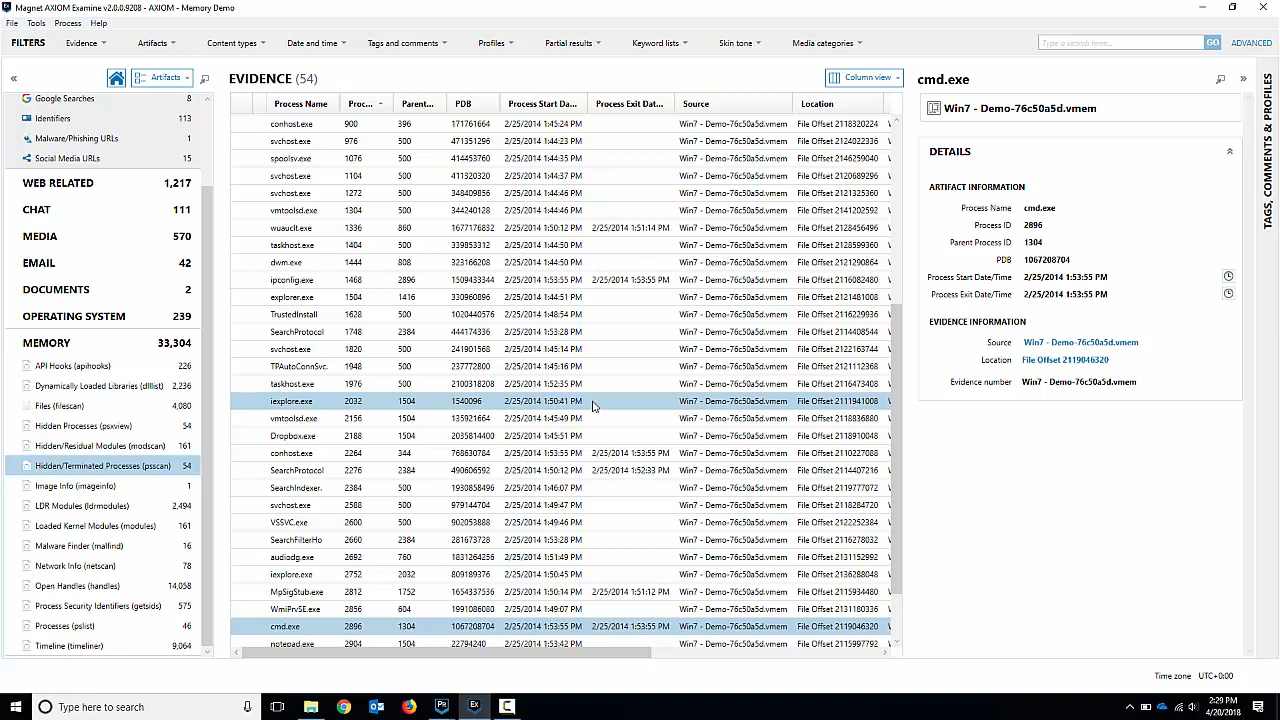 Magnet AXIOM Examine v2.0.0.9208 - AXIOM - Memory Demo
File Tools Process Help
FILTERS Evidence Artifacts Content types Date and time Tags and comments Profiles Partial results Keyword lists Skin tone Media categories Type a search term... GO ADVANCED
« Artifacts
Google Searches 8
Identifiers 113
Malware/Phishing URLs 1
Social Media URLs 15
WEB RELATED 1,217
CHAT 111
MEDIA 570
EMAIL 42
DOCUMENTS 2
OPERATING SYSTEM 239
MEMORY 33,304
API Hooks (apihooks) 226
Dynamically Loaded Libraries (dlllist) 2,236
Files (filescan) 4,080
Hidden Processes (psxview) 54
Hidden/Residual Modules (modscan) 161
Hidden/Terminated Processes (psscan) 54
Image Info (imageinfo) 1
LDR Modules (ldrmodules) 2,494
Loaded Kernel Modules (modules) 161
Malware Finder (malfind) 16
Network Info (netscan) 78
Open Handles (handles) 14,058
Process Security Identifiers (getsids) 575
Processes (pslist) 46
Timeline (timeliner) 9,064
EVIDENCE (54) Column view
Process Name Proc... Parent... PDB Process Start Da... Process Exit Dat... Source Location
conhost.exe 900 396 171761664 2/25/2014 1:45:24 PM Win7 - Demo-76c50a5d.vmem File Offset 2118320224
svchost.exe 976 500 471351296 2/25/2014 1:44:23 PM Win7 - Demo-76c50a5d.vmem File Offset 2124022336
spoolsv.exe 1076 500 414453760 2/25/2014 1:44:35 PM Win7 - Demo-76c50a5d.vmem File Offset 2146259040
svchost.exe 1104 500 411320320 2/25/2014 1:44:37 PM Win7 - Demo-76c50a5d.vmem File Offset 2120689296
svchost.exe 1272 500 348409856 2/25/2014 1:44:46 PM Win7 - Demo-76c50a5d.vmem File Offset 2121325360
vmtoolsd.exe 1304 500 344240128 2/25/2014 1:44:46 PM Win7 - Demo-76c50a5d.vmem File Offset 2141202592
wuauclt.exe 1336 860 1677176832 2/25/2014 1:50:12 PM 2/25/2014 1:51:14 PM Win7 - Demo-76c50a5d.vmem File Offset 2128456496
taskhost.exe 1444 500 339853312 2/25/2014 1:44:50 PM Win7 - Demo-76c50a5d.vmem File Offset 2128599360
dwm.exe 1444 808 323166208 2/25/2014 1:44:50 PM Win7 - Demo-76c50a5d.vmem File Offset 2121290864
ipconfig.exe 1468 2896 1509433344 2/25/2014 1:53:55 PM 2/25/2014 1:53:55 PM Win7 - Demo-76c50a5d.vmem File Offset 2116082480
explorer.exe 1504 1416 330960896 2/25/2014 1:44:51 PM Win7 - Demo-76c50a5d.vmem File Offset 2121481008
TrustedInstall 1628 500 1020440576 2/25/2014 1:48:54 PM Win7 - Demo-76c50a5d.vmem File Offset 2116229936
SearchProtocol 1748 2384 444174336 2/25/2014 1:53:28 PM Win7 - Demo-76c50a5d.vmem File Offset 2114408544
svchost.exe 1820 500 241901568 2/25/2014 1:45:14 PM Win7 - Demo-76c50a5d.vmem File Offset 2122163744
TPAutoConnSvc. 1948 500 237772800 2/25/2014 1:45:16 PM Win7 - Demo-76c50a5d.vmem File Offset 2121112368
taskhost.exe 1976 500 2100318208 2/25/2014 1:52:35 PM Win7 - Demo-76c50a5d.vmem File Offset 2116473408
iexplore.exe 2032 1504 1540096 2/25/2014 1:50:41 PM Win7 - Demo-76c50a5d.vmem File Offset 2111941008
vmtoolsd.exe 2156 1504 135921664 2/25/2014 1:45:49 PM Win7 - Demo-76c50a5d.vmem File Offset 2118836880
Dropbox.exe 2188 1504 2035814400 2/25/2014 1:45:51 PM Win7 - Demo-76c50a5d.vmem File Offset 2118910048
conhost.exe 2264 344 768630784 2/25/2014 1:53:55 PM 2/25/2014 1:53:55 PM Win7 - Demo-76c50a5d.vmem File Offset 2110227088
SearchProtocol 2276 2384 490606592 2/25/2014 1:50:12 PM 2/25/2014 1:52:33 PM Win7 - Demo-76c50a5d.vmem File Offset 2114407216
SearchIndexer. 2384 500 1930858496 2/25/2014 1:46:07 PM Win7 - Demo-76c50a5d.vmem File Offset 2119777072
svchost.exe 2588 500 979144704 2/25/2014 1:49:46 PM Win7 - Demo-76c50a5d.vmem File Offset 2118284720
VSSVC.exe 2600 500 902053888 2/25/2014 1:49:47 PM Win7 - Demo-76c50a5d.vmem File Offset 2122252384
SearchFilterHo 2660 2384 607673728 2/25/2014 1:53:28 PM Win7 - Demo-76c50a5d.vmem File Offset 2116278032
audiodg.exe 2692 760 1831264256 2/25/2014 1:51:49 PM Win7 - Demo-76c50a5d.vmem File Offset 2131152992
iexplore.exe 2752 2032 809189376 2/25/2014 1:50:45 PM Win7 - Demo-76c50a5d.vmem File Offset 2136288048
MpSigStub.exe 2812 1752 1654337536 2/25/2014 1:50:14 PM 2/25/2014 1:51:12 PM Win7 - Demo-76c50a5d.vmem File Offset 2115934480
WmiPrvSE.exe 2856 604 1991086080 2/25/2014 1:49:07 PM Win7 - Demo-76c50a5d.vmem File Offset 2131180336
cmd.exe 2896 1304 1067208704 2/25/2014 1:53:55 PM 2/25/2014 1:53:55 PM Win7 - Demo-76c50a5d.vmem File Offset 2119046320
notepad.exe 2904 1504 22794240 2/25/2014 1:53:02 PM Win7 - Demo-76c50a5d.vmem File Offset
cmd.exe »
Win7 - Demo-76c50a5d.vmem
DETAILS
ARTIFACT INFORMATION
Process Name cmd.exe
Process ID 2896
Parent Process ID 1304
PDB 1067208704
Process Start Date/Time 2/25/2014 1:53:55 PM
Process Exit Date/Time 2/25/2014 1:53:55 PM
EVIDENCE INFORMATION
Source Win7 - Demo-76c50a5d.vmem
Location File Offset 2119046320
Evidence number Win7 - Demo-76c50a5d.vmem
TAGS, COMMENTS & PROFILES
Time zone UTC+0:00
Type here to search
2:29 PM
4/20/2018